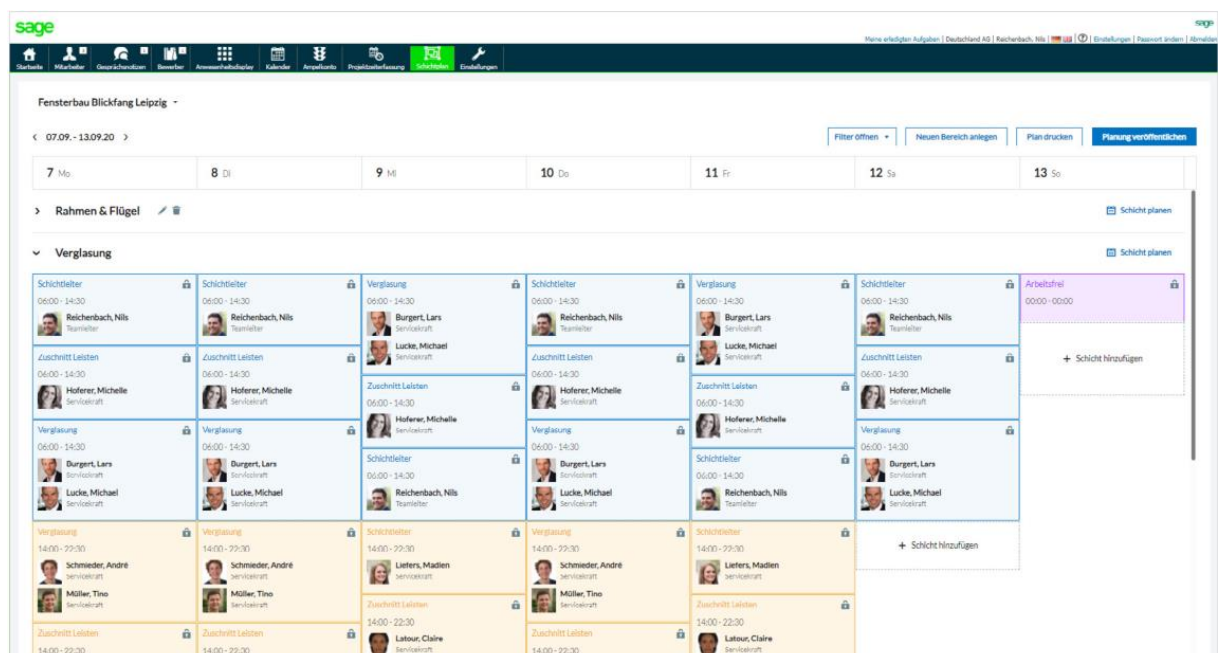 sage
sage
Meine erledigten Aufgaben | Deutschland AG | Reichenbach, Nils | | Einstellungen | Passwort ändern | Abmelden
Startseite Mitarbeiter Gesprächsnotizen Bewerber Anwesenheitsdisplay Kalender Ampelkonto Projektzeiterfassung Schichtplan Einstellungen
Fensterbau Blickfang Leipzig
07.09. - 13.09.20
Filter öffnen Neuen Bereich anlegen Plan drucken Planung veröffentlichen
7 Mo 8 Di 9 Mi 10 Do 11 Fr 12 Sa 13 So
Rahmen & Flügel Schicht planen
Verglasung Schicht planen
Schichtleiter Schichtleiter Verglasung Schichtleiter Verglasung Schichtleiter Arbeitsfrei
06:00 - 14:30 06:00 - 14:30 06:00 - 14:30 06:00 - 14:30 06:00 - 14:30 06:00 - 14:30 00:00 - 00:00
Reichenbach, Nils Reichenbach, Nils Burgert, Lars Reichenbach, Nils Burgert, Lars Reichenbach, Nils
Teamleiter Teamleiter Servicekraft Teamleiter Servicekraft Teamleiter
Lucke, Michael Lucke, Michael
Zuschnitt Leisten Zuschnitt Leisten Servicekraft Zuschnitt Leisten Servicekraft Zuschnitt Leisten + Schicht hinzufügen
06:00 - 14:30 06:00 - 14:30 06:00 - 14:30 06:00 - 14:30
Hoferer, Michelle Hoferer, Michelle Zuschnitt Leisten Hoferer, Michelle Zuschnitt Leisten Hoferer, Michelle
Servicekraft Servicekraft 06:00 - 14:30 Servicekraft 06:00 - 14:30 Servicekraft
Hoferer, Michelle Hoferer, Michelle
Verglasung Verglasung Servicekraft Verglasung Servicekraft Verglasung
06:00 - 14:30 06:00 - 14:30 06:00 - 14:30 06:00 - 14:30
Burgert, Lars Burgert, Lars Schichtleiter Burgert, Lars Schichtleiter Burgert, Lars
Servicekraft Servicekraft 06:00 - 14:30 Servicekraft 06:00 - 14:30 Servicekraft
Lucke, Michael Lucke, Michael Reichenbach, Nils Lucke, Michael Reichenbach, Nils Lucke, Michael
Servicekraft Servicekraft Teamleiter Servicekraft Teamleiter Servicekraft
Verglasung Verglasung Schichtleiter Verglasung Schichtleiter + Schicht hinzufügen
14:00 - 22:30 14:00 - 22:30 14:00 - 22:30 14:00 - 22:30 14:00 - 22:30
Schmieder, André Schmieder, André Liefers, Madlen Schmieder, André Liefers, Madlen
Servicekraft Servicekraft Servicekraft Servicekraft Servicekraft
Müller, Tino Müller, Tino Müller, Tino
Servicekraft Servicekraft Zuschnitt Leisten Servicekraft Zuschnitt Leisten
14:00 - 22:30 14:00 - 22:30
Zuschnitt Leisten Zuschnitt Leisten Latour, Claire Zuschnitt Leisten Latour, Claire
14:00 - 22:30 14:00 - 22:30 Servicekraft 14:00 - 22:30 Servicekraft